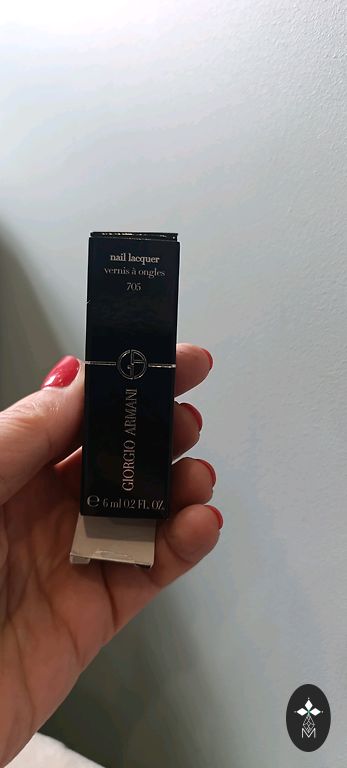 nail lacquer
vernis à ongles
705
GIORGIO ARMANI
℮ 6 ml 0.2 FL. OZ.